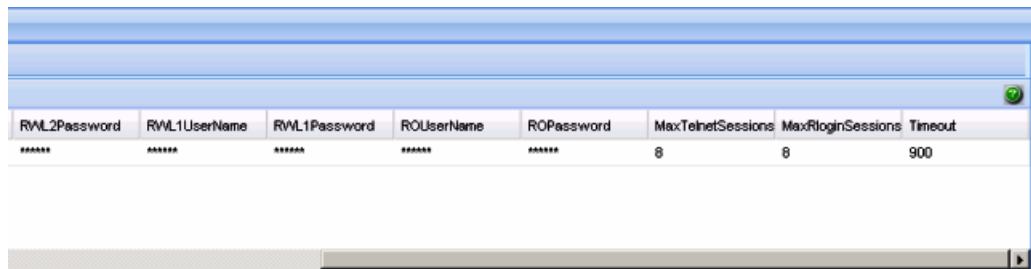 RWL2Password RWL1UserName RWL1Password ROUserName ROPassword MaxTelnetSessions MaxRloginSessions Timeout
****** ****** ****** ****** ****** 8 8 900